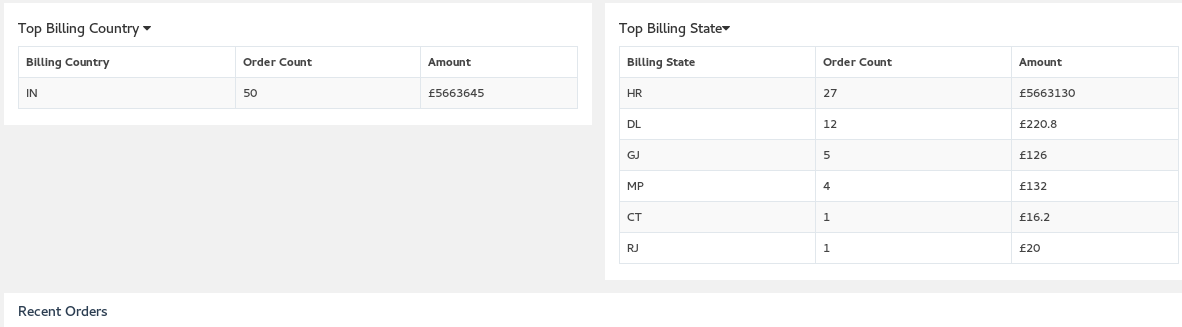 Top Billing Country
Billing Country Order Count Amount
IN 50 £5663645
Top Billing State
Billing State Order Count Amount
HR 27 £5663130
DL 12 £220.8
GJ 5 £126
MP 4 £132
CT 1 £16.2
RJ 1 £20
Recent Orders